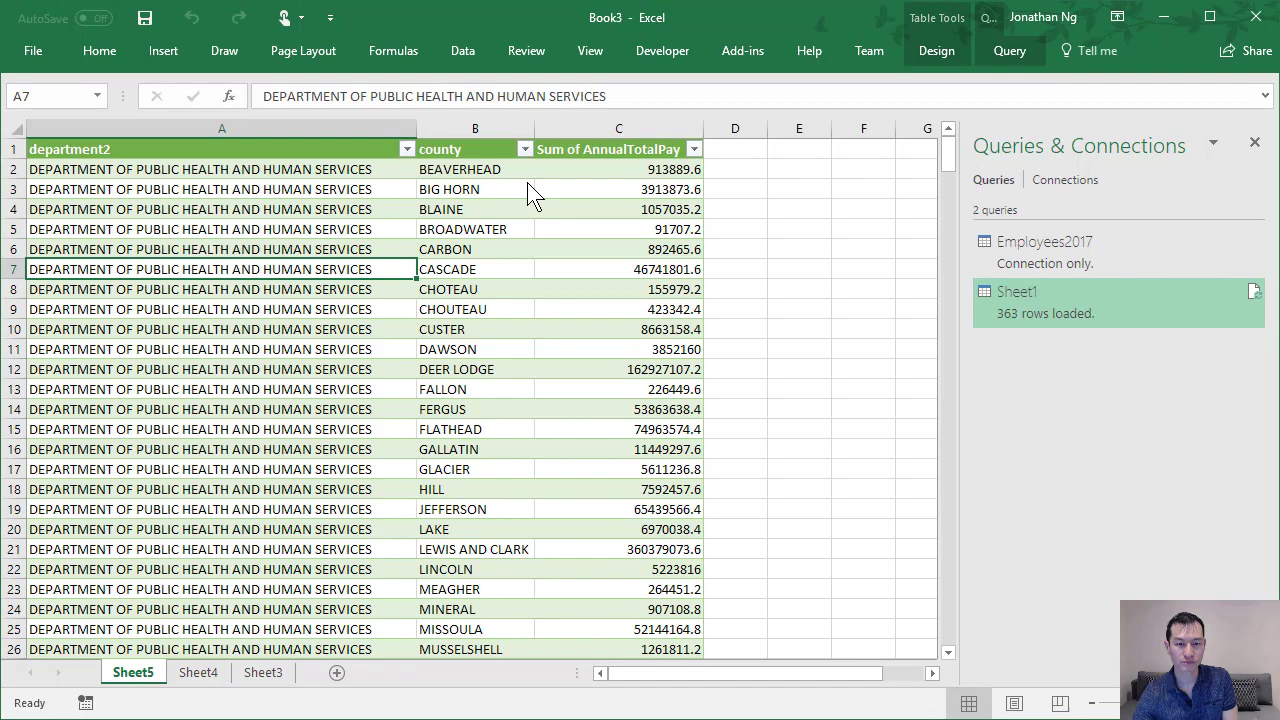 AutoSave Off
Book3 - Excel
Table Tools
Q...
Jonathan Ng
File Home Insert Draw Page Layout Formulas Data Review View Developer Add-ins Help Team Design Query Tell me Share
A7 fx DEPARTMENT OF PUBLIC HEALTH AND HUMAN SERVICES
A B C D E F G
1 department2 county Sum of AnnualTotalPay
2 DEPARTMENT OF PUBLIC HEALTH AND HUMAN SERVICES BEAVERHEAD 913889.6
3 DEPARTMENT OF PUBLIC HEALTH AND HUMAN SERVICES BIG HORN 3913873.6
4 DEPARTMENT OF PUBLIC HEALTH AND HUMAN SERVICES BLAINE 1057035.2
5 DEPARTMENT OF PUBLIC HEALTH AND HUMAN SERVICES BROADWATER 91707.2
6 DEPARTMENT OF PUBLIC HEALTH AND HUMAN SERVICES CARBON 892465.6
7 DEPARTMENT OF PUBLIC HEALTH AND HUMAN SERVICES CASCADE 46741801.6
8 DEPARTMENT OF PUBLIC HEALTH AND HUMAN SERVICES CHOTEAU 155979.2
9 DEPARTMENT OF PUBLIC HEALTH AND HUMAN SERVICES CHOUTEAU 423342.4
10 DEPARTMENT OF PUBLIC HEALTH AND HUMAN SERVICES CUSTER 8663158.4
11 DEPARTMENT OF PUBLIC HEALTH AND HUMAN SERVICES DAWSON 3852160
12 DEPARTMENT OF PUBLIC HEALTH AND HUMAN SERVICES DEER LODGE 162927107.2
13 DEPARTMENT OF PUBLIC HEALTH AND HUMAN SERVICES FALLON 226449.6
14 DEPARTMENT OF PUBLIC HEALTH AND HUMAN SERVICES FERGUS 53863638.4
15 DEPARTMENT OF PUBLIC HEALTH AND HUMAN SERVICES FLATHEAD 74963574.4
16 DEPARTMENT OF PUBLIC HEALTH AND HUMAN SERVICES GALLATIN 11449297.6
17 DEPARTMENT OF PUBLIC HEALTH AND HUMAN SERVICES GLACIER 5611236.8
18 DEPARTMENT OF PUBLIC HEALTH AND HUMAN SERVICES HILL 7592457.6
19 DEPARTMENT OF PUBLIC HEALTH AND HUMAN SERVICES JEFFERSON 65439566.4
20 DEPARTMENT OF PUBLIC HEALTH AND HUMAN SERVICES LAKE 6970038.4
21 DEPARTMENT OF PUBLIC HEALTH AND HUMAN SERVICES LEWIS AND CLARK 360379073.6
22 DEPARTMENT OF PUBLIC HEALTH AND HUMAN SERVICES LINCOLN 5223816
23 DEPARTMENT OF PUBLIC HEALTH AND HUMAN SERVICES MEAGHER 264451.2
24 DEPARTMENT OF PUBLIC HEALTH AND HUMAN SERVICES MINERAL 907108.8
25 DEPARTMENT OF PUBLIC HEALTH AND HUMAN SERVICES MISSOULA 52144164.8
26 DEPARTMENT OF PUBLIC HEALTH AND HUMAN SERVICES MUSSELSHELL 1261811.2
Queries & Connections
Queries Connections
2 queries
Employees2017
Connection only.
Sheet1
363 rows loaded.
Sheet5 Sheet4 Sheet3
Ready